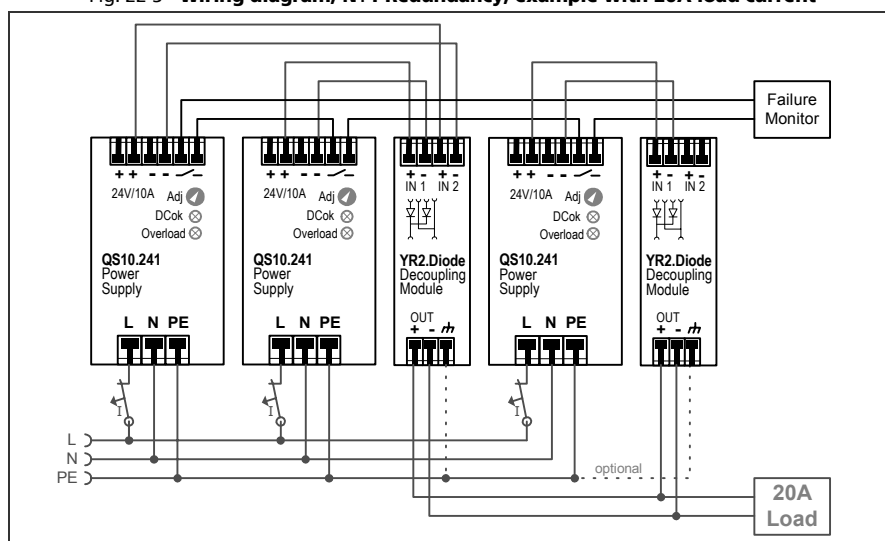 Fig. 22-3 Wiring diagram, N+1 Redundancy, example with 20A load current
Failure
Monitor
+ + - -
24V/10A Adj
DCok
Overload
QS10.241
Power
Supply
L N PE
I
+ + - -
24V/10A Adj
DCok
Overload
QS10.241
Power
Supply
L N PE
I
+ - + -
IN 1 IN 2
YR2.Diode
Decoupling
Module
OUT
+ -
+ + - -
24V/10A Adj
DCok
Overload
QS10.241
Power
Supply
L N PE
I
+ - + -
IN 1 IN 2
YR2.Diode
Decoupling
Module
OUT
+ -
L
N
PE
optional
20A
Load